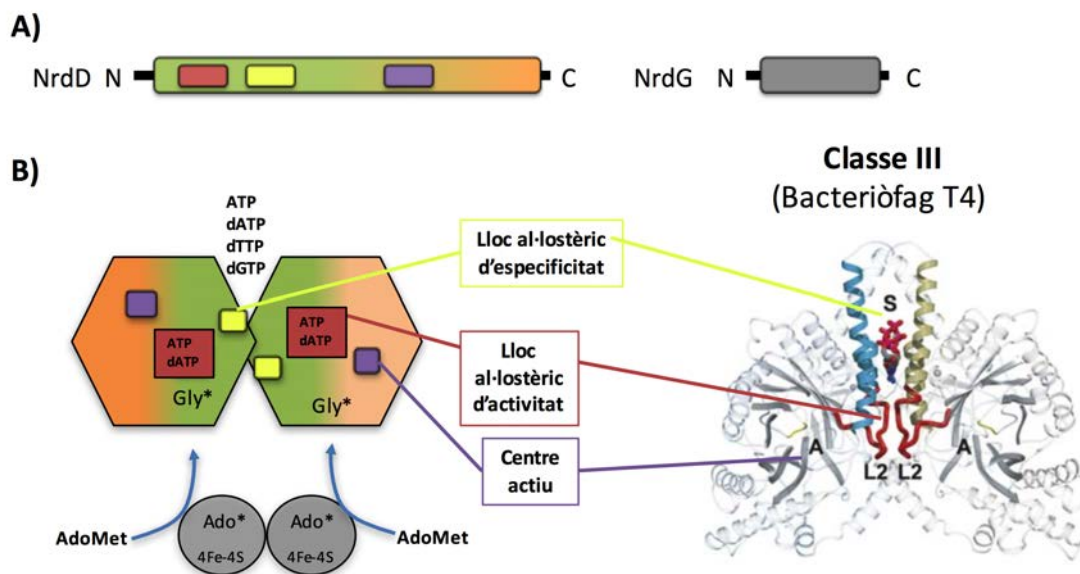 A)
NrdD N C NrdG N C
B)
Classe III
(Bacteriòfag T4)
ATP
dATP
dTTP
dGTP
Lloc al·lostèric
d'especificitat
S
ATP
dATP
ATP
dATP
Gly*
Gly*
Lloc
al·lostèric
d'activitat
Centre
actiu
A
A
L2 L2
AdoMet
Ado*
4Fe-4S
Ado*
4Fe-4S
AdoMet